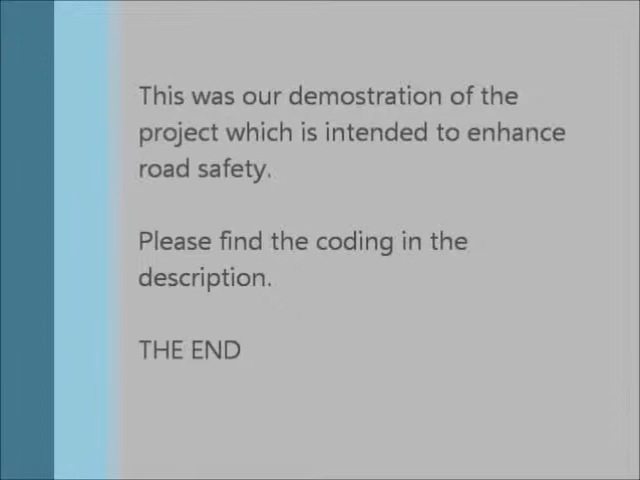 This was our demostration of the
project which is intended to enhance
road safety.
Please find the coding in the
description.
THE END